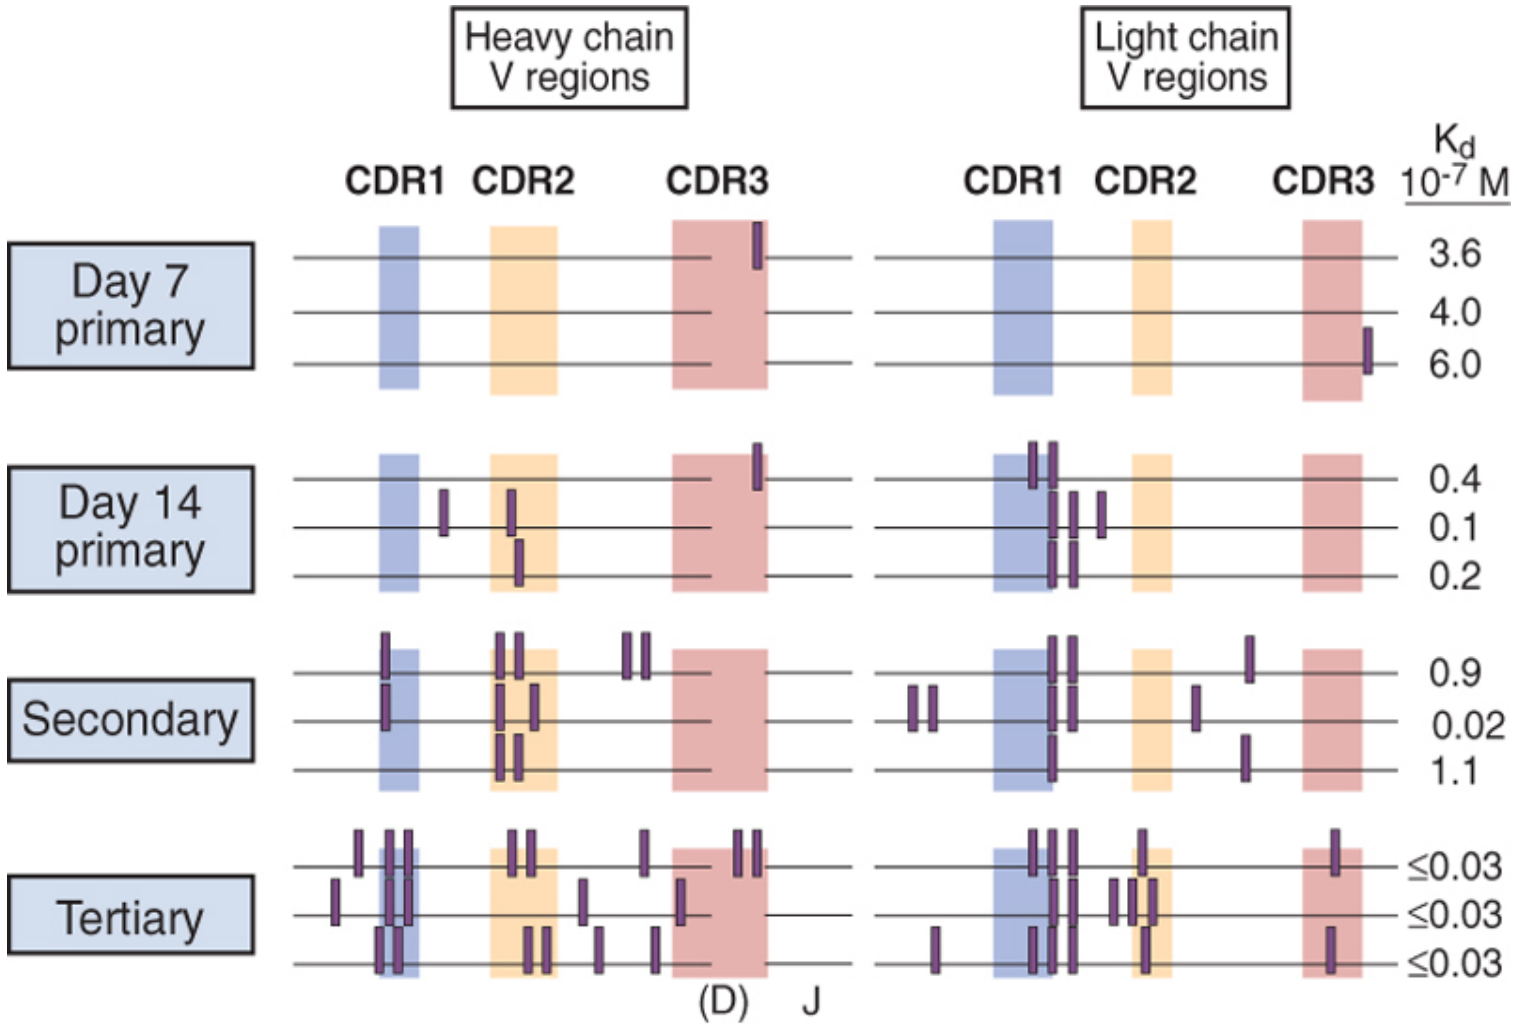 Heavy chain
V regions
Light chain
V regions
CDR1 CDR2 CDR3 CDR1 CDR2 CDR3
Kd
10-7 M
Day 7
primary
3.6
4.0
6.0
Day 14
primary
0.4
0.1
0.2
Secondary
0.9
0.02
1.1
Tertiary
≤0.03
≤0.03
≤0.03
(D) J